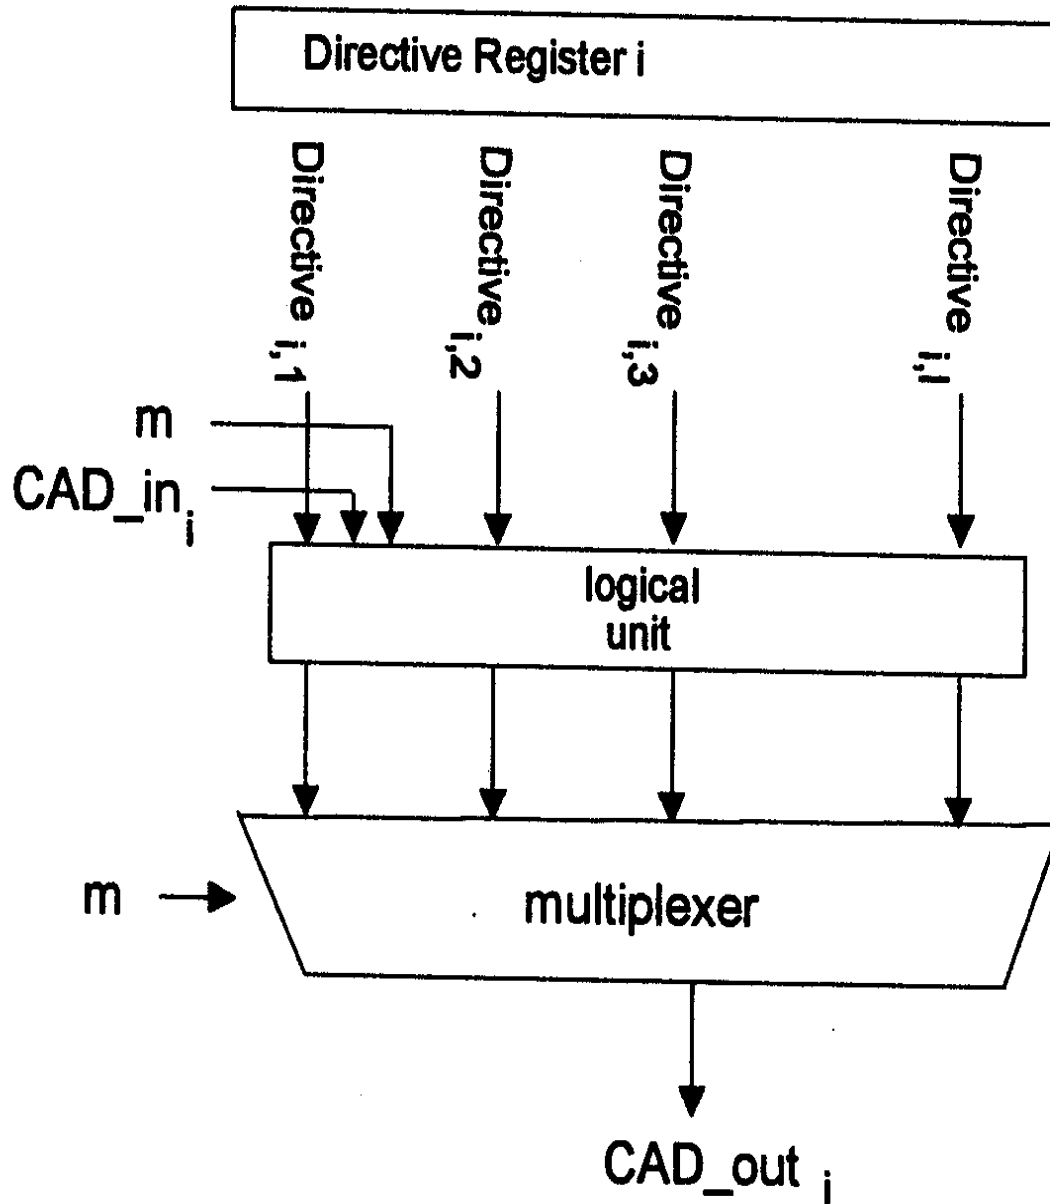 Directive Register i
Directive i,1
Directive i,2
Directive i,3
Directive i,l
m
CAD_in i
logical
unit
m
multiplexer
CAD_out i